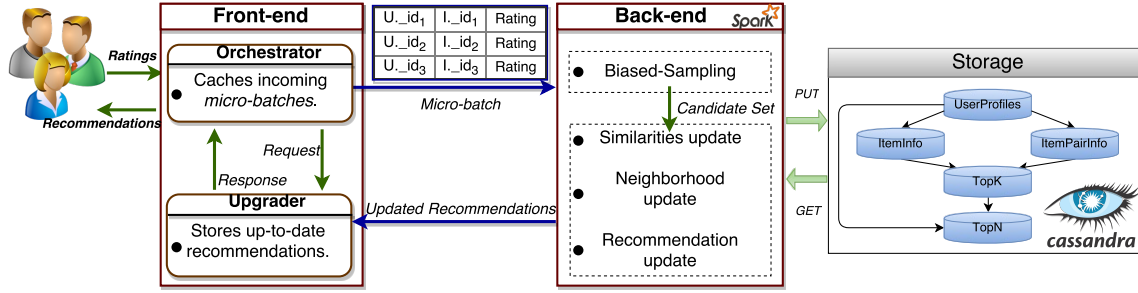 Ratings
Recommendations
Front-end
Orchestrator
Caches incoming
micro-batches.
Request
Response
Upgrader
Stores up-to-date
recommendations.
U._id1 I._id1 Rating
U._id2 I._id2 Rating
U._id3 I._id3 Rating
Micro-batch
Updated Recommendations
Back-end
Spark
Biased-Sampling
Candidate Set
Similarities update
Neighborhood
update
Recommendation
update
PUT
GET
Storage
UserProfiles
ItemInfo
ItemPairInfo
TopK
TopN
cassandra